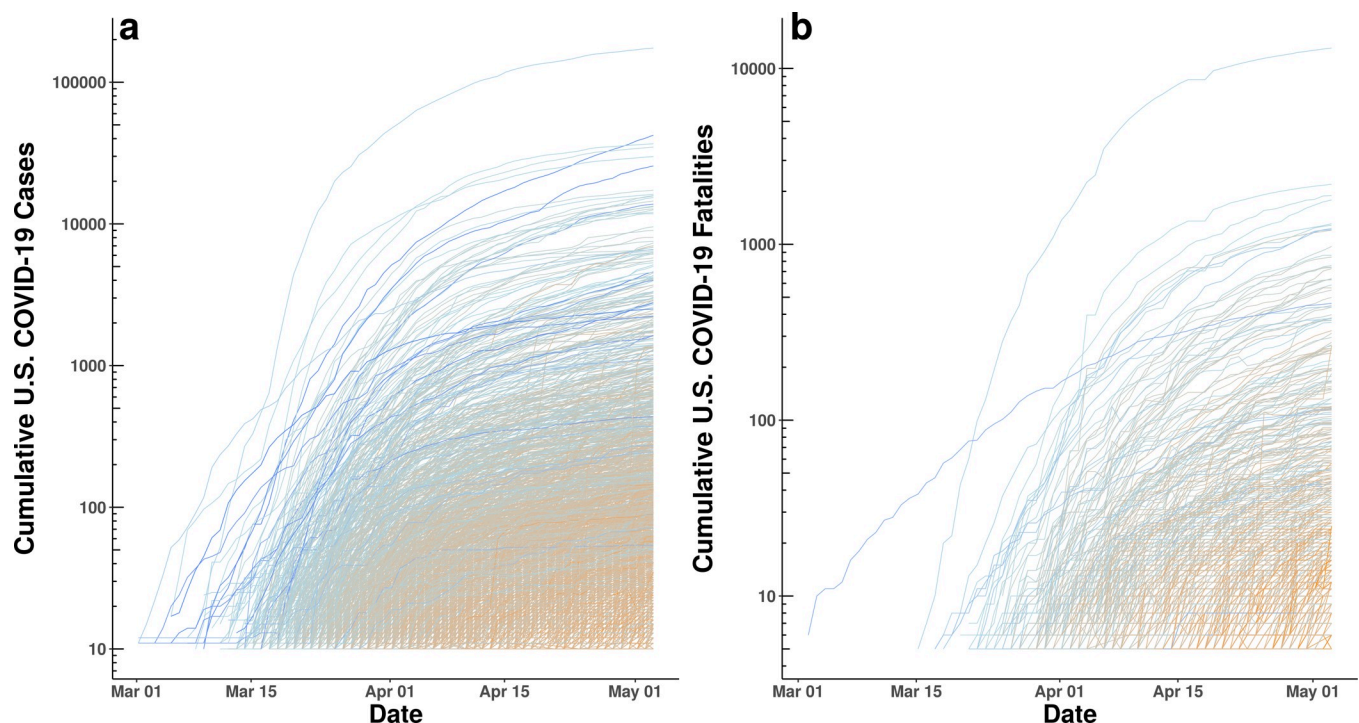 a
Cumulative U.S. COVID-19 Cases
100000
10000
1000
100
10
Mar 01
Mar 15
Apr 01
Apr 15
May 01
Date
b
Cumulative U.S. COVID-19 Fatalities
10000
1000
100
10
Mar 01
Mar 15
Apr 01
Apr 15
May 01
Date